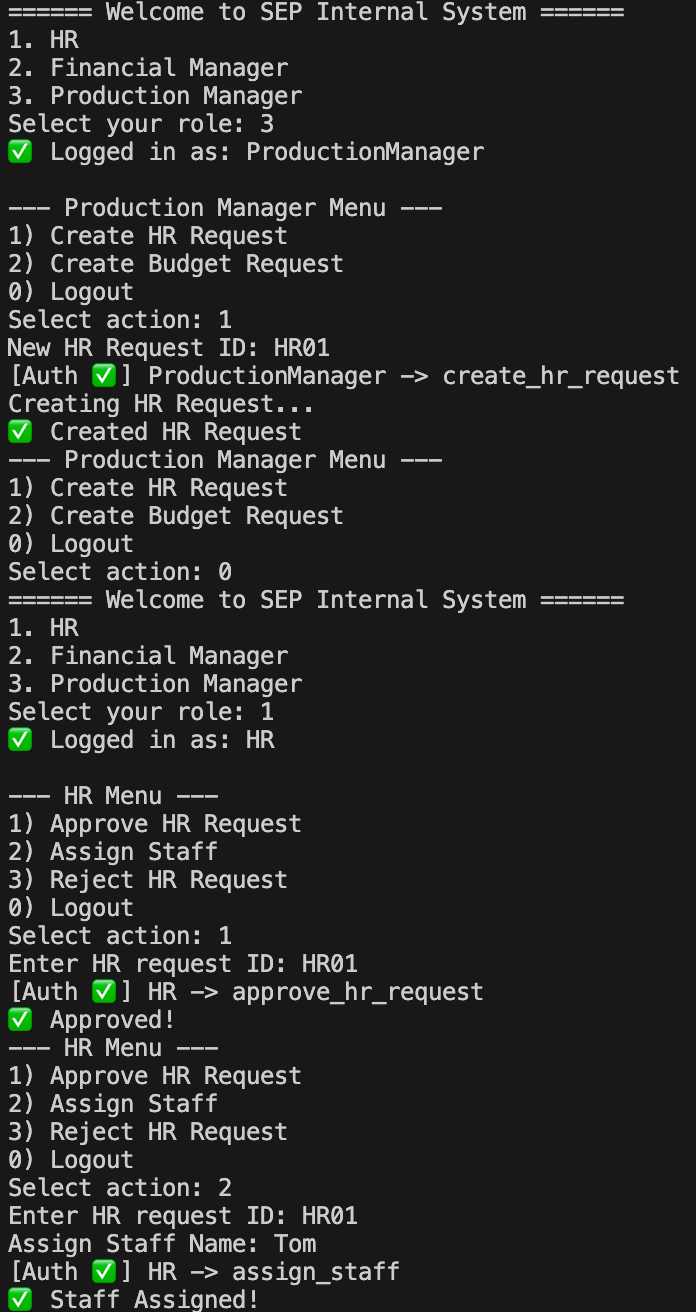 ====== Welcome to SEP Internal System ======
1. HR
2. Financial Manager
3. Production Manager
Select your role: 3
✅ Logged in as: ProductionManager

--- Production Manager Menu ---
1) Create HR Request
2) Create Budget Request
0) Logout
Select action: 1
New HR Request ID: HR01
[Auth ✅] ProductionManager -> create_hr_request
Creating HR Request...
✅ Created HR Request
--- Production Manager Menu ---
1) Create HR Request
2) Create Budget Request
0) Logout
Select action: 0
====== Welcome to SEP Internal System ======
1. HR
2. Financial Manager
3. Production Manager
Select your role: 1
✅ Logged in as: HR

--- HR Menu ---
1) Approve HR Request
2) Assign Staff
3) Reject HR Request
0) Logout
Select action: 1
Enter HR request ID: HR01
[Auth ✅] HR -> approve_hr_request
✅ Approved!
--- HR Menu ---
1) Approve HR Request
2) Assign Staff
3) Reject HR Request
0) Logout
Select action: 2
Enter HR request ID: HR01
Assign Staff Name: Tom
[Auth ✅] HR -> assign_staff
✅ Staff Assigned!